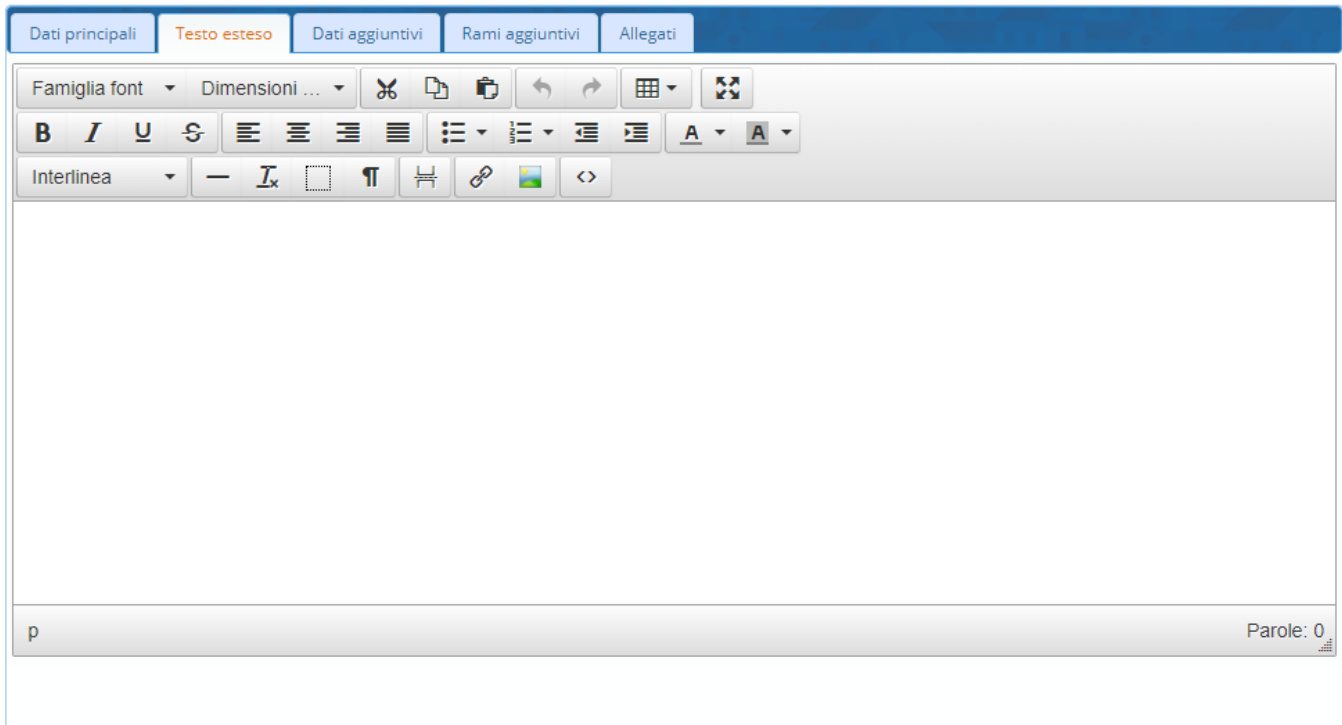 Dati principali Testo esteso Dati aggiuntivi Rami aggiuntivi Allegati
Famiglia font Dimensioni ...
B I U S A A
Interlinea
p Parole: 0